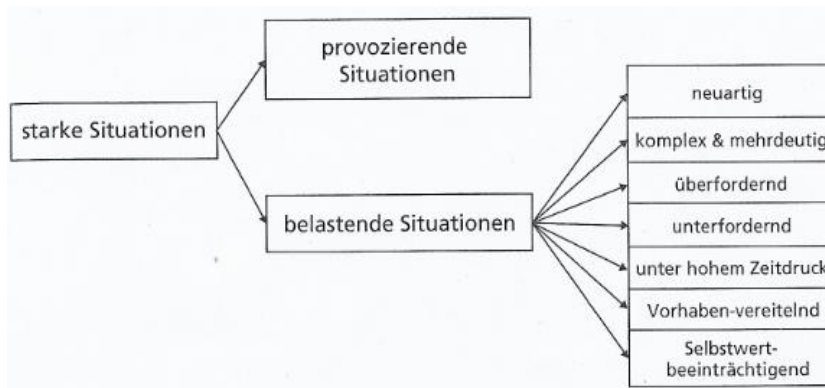 provozierende
Situationen
starke Situationen
belastende Situationen
neuartig
komplex & mehrdeutig
überfordernd
unterfordernd
unter hohem Zeitdruck
Vorhaben-vereitelnd
Selbstwert-
beeinträchtigend